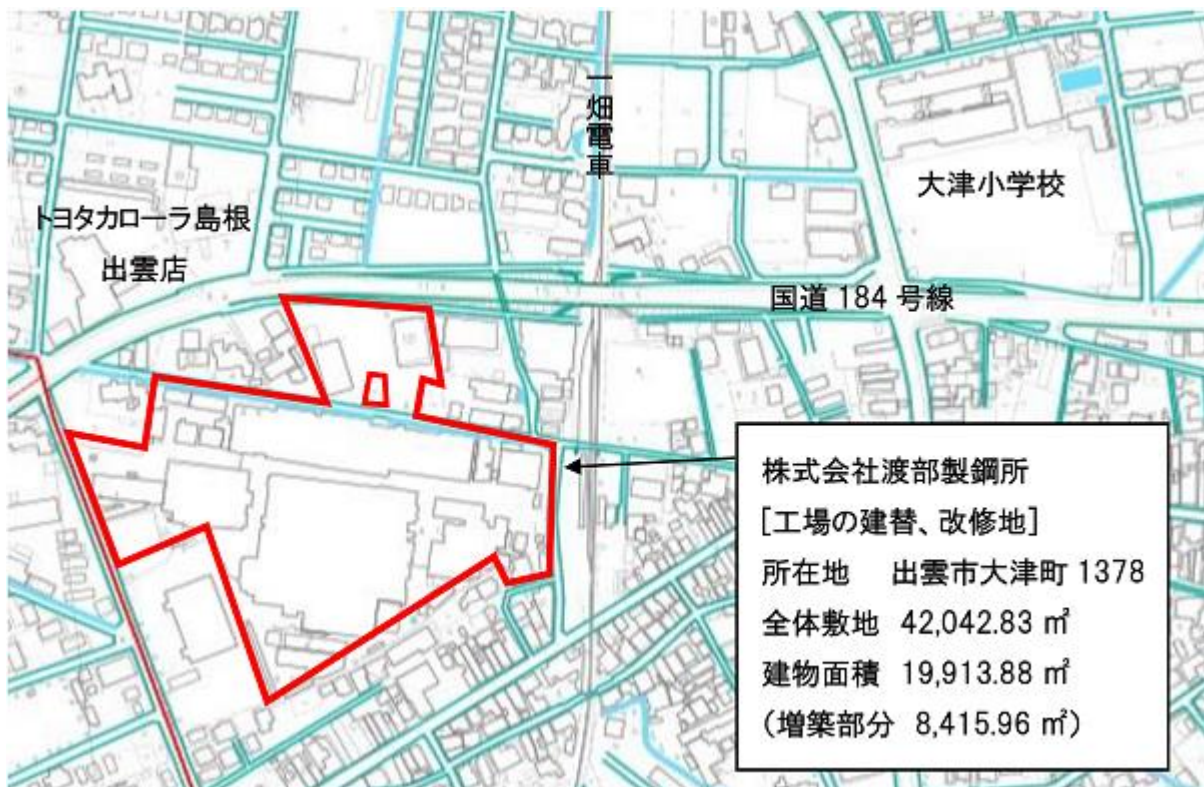 一畑電車
大津小学校
トヨタカローラ島根
出雲店
国道 184 号線
株式会社渡部製鋼所
[工場の建替、改修地]
所在地 出雲市大津町 1378
全体敷地 42,042.83 ㎡
建物面積 19,913.88 ㎡
(増築部分 8,415.96 ㎡)